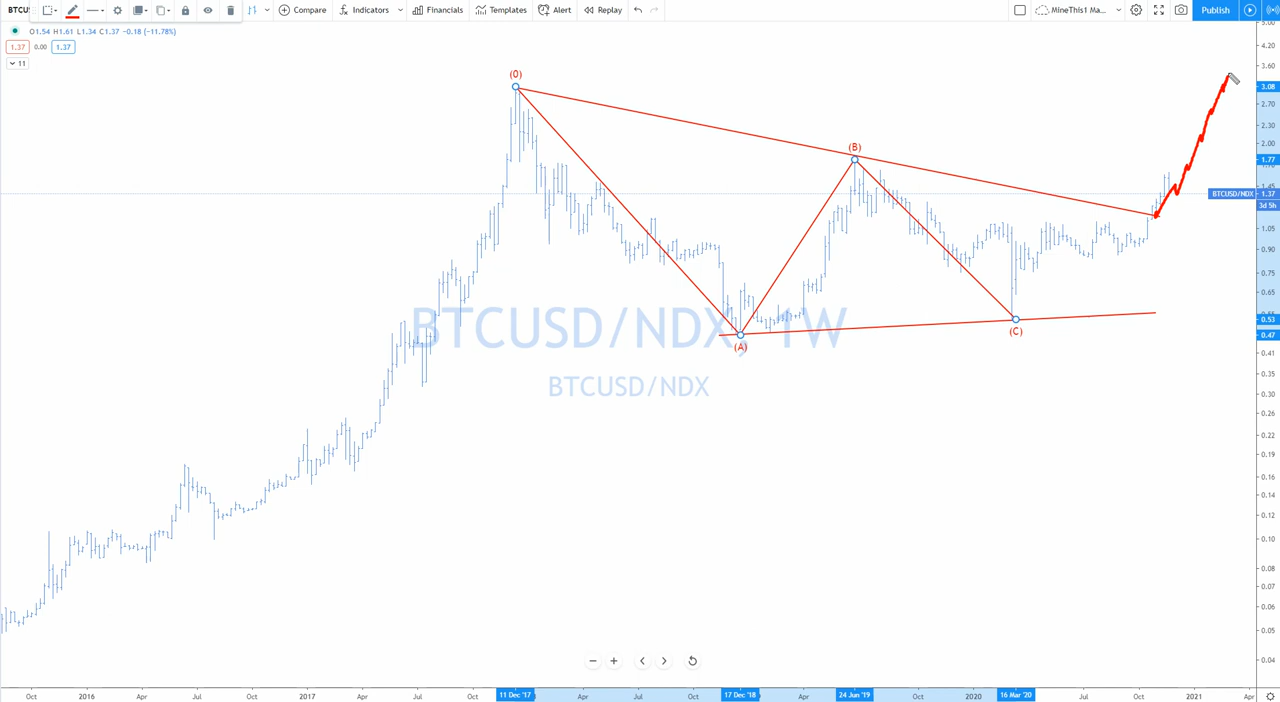 BTCUS Compare Indicators Financials Templates Alert Replay MineThis1 Ma... Publish
O1.54 H1.61 L1.34 C1.37 −0.18 (−11.78%)
1.37 0.00 1.37
11
(0)
(B)
(A)
(C)
BTCUSD/NDX, 1W
BTCUSD/NDX
4.20
3.60
3.08
2.70
2.30
2.00
1.77
1.45
BTCUSD/NDX 1.37
3d 5h
1.05
0.90
0.75
0.65
0.53
0.47
0.41
0.35
0.30
0.26
0.22
0.19
0.16
0.14
0.12
0.10
0.08
0.07
0.06
0.05
0.04
Oct 2016 Apr Jul Oct 2017 Apr Jul Oct 11 Dec '17 Apr Jul Oct 17 Dec '18 Apr 24 Jun '19 Oct 2020 16 Mar '20 Jul Oct 2021 Apr